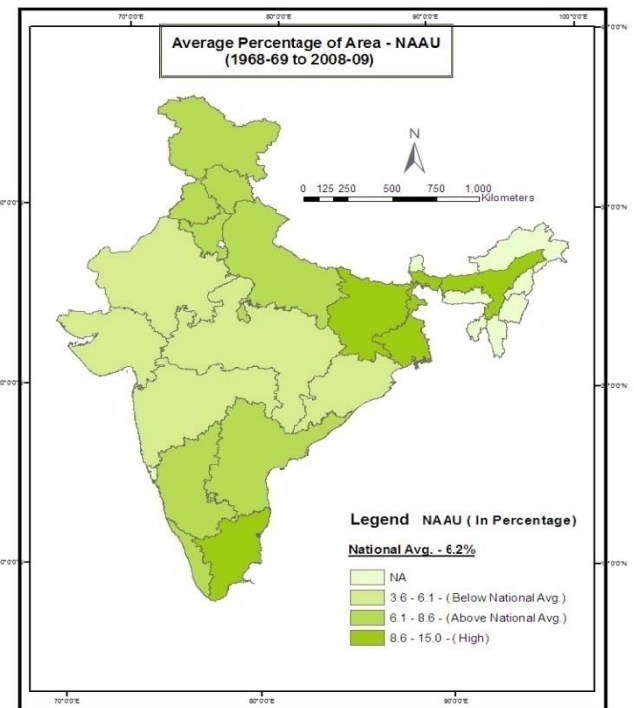 70°0'0"E 80°0'0"E 90°0'0"E 100°0'0"E
Average Percentage of Area - NAAU
(1968-69 to 2008-09)
N
0 125 250 500 750 1,000
Kilometers
Legend NAAU ( In Percentage)
National Avg. - 6.2%
NA
3.6 - 6.1 - ( Below National Avg.)
6.1 - 8.6 - (Above National Avg.)
8.6 - 15.0 - ( High)
70°0'0"E 80°0'0"E 90°0'0"E